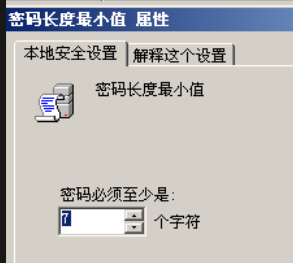 密码长度最小值 属性
本地安全设置 解释这个设置
密码长度最小值
密码必须至少是:
7 个字符